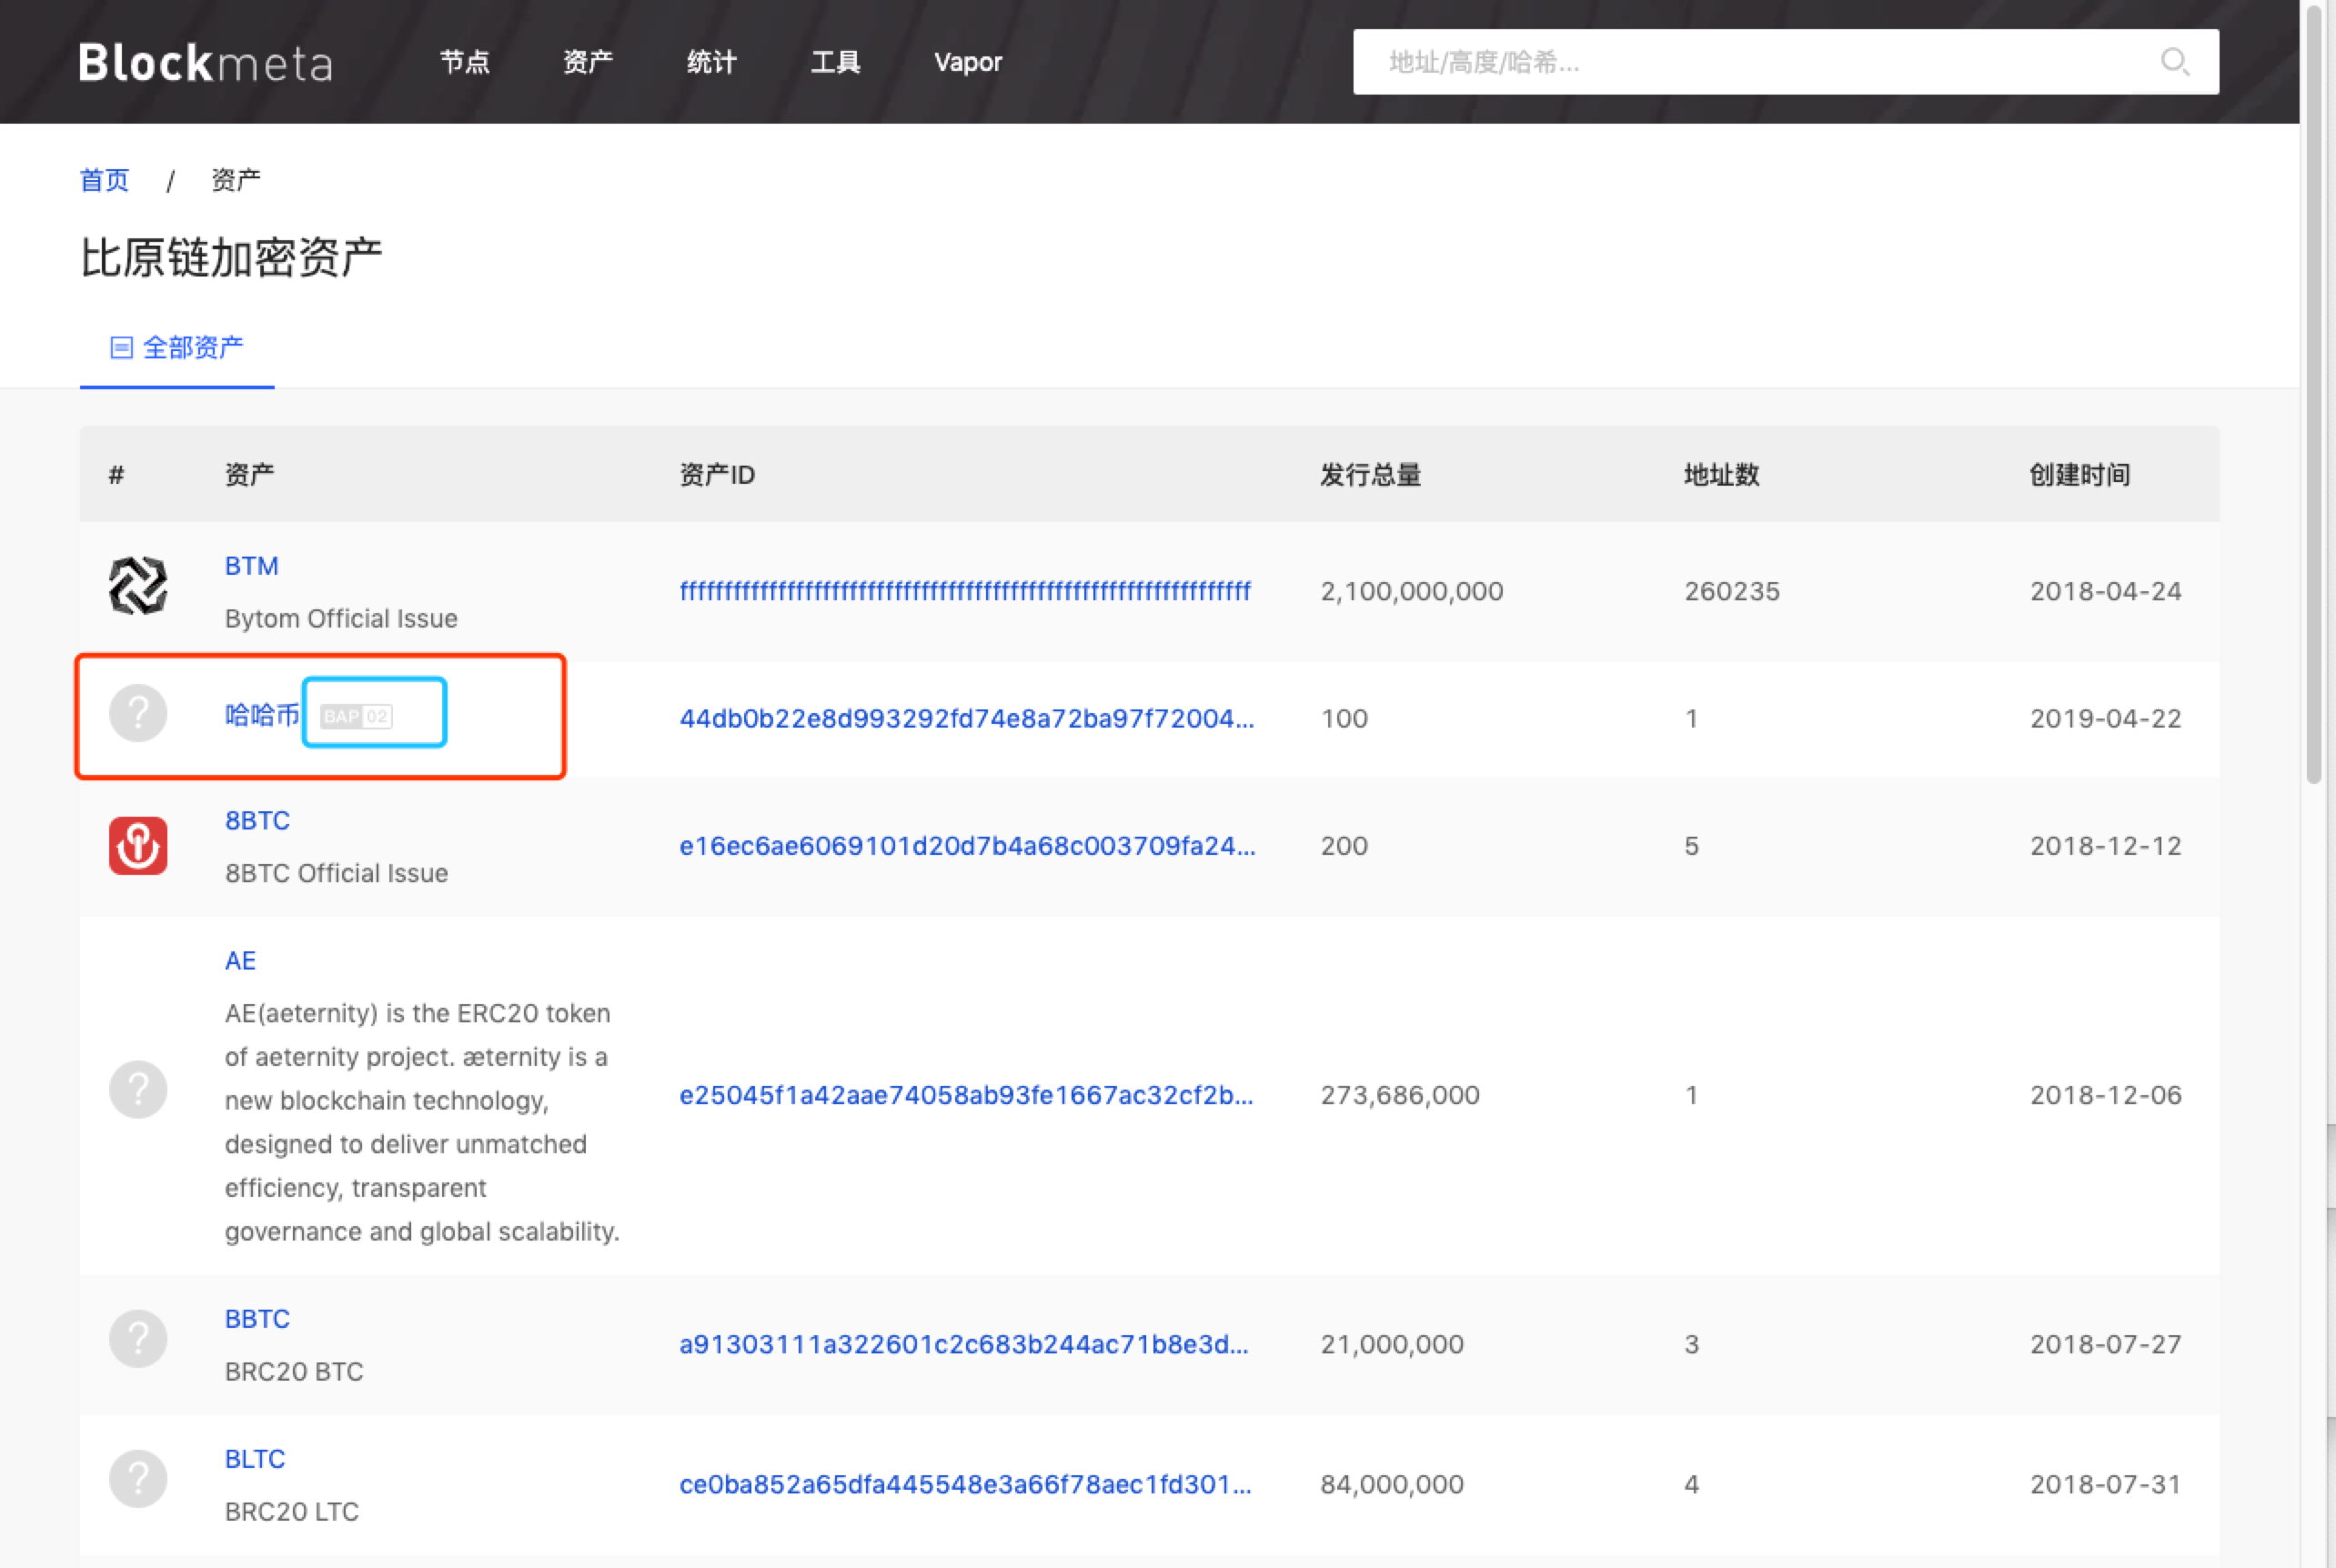 Blockmeta 节点 资产 统计 工具 Vapor 地址/高度/哈希...
首页 / 资产
比原链加密资产
全部资产
# 资产 资产ID 发行总量 地址数 创建时间
BTM
Bytom Official Issue
ffffffffffffffffffffffffffffffffffffffffffffffffffffffffffffffff 2,100,000,000 260235 2018-04-24
哈哈币 BAP 02 44db0b22e8d993292fd74e8a72ba97f72004... 100 1 2019-04-22
8BTC
8BTC Official Issue
e16ec6ae6069101d20d7b4a68c003709fa24... 200 5 2018-12-12
AE
AE(aeternity) is the ERC20 token
of aeternity project. æternity is a
new blockchain technology,
designed to deliver unmatched
efficiency, transparent
governance and global scalability.
e25045f1a42aae74058ab93fe1667ac32cf2b... 273,686,000 1 2018-12-06
BBTC
BRC20 BTC
a91303111a322601c2c683b244ac71b8e3d... 21,000,000 3 2018-07-27
BLTC
BRC20 LTC
ce0ba852a65dfa445548e3a66f78aec1fd301... 84,000,000 4 2018-07-31